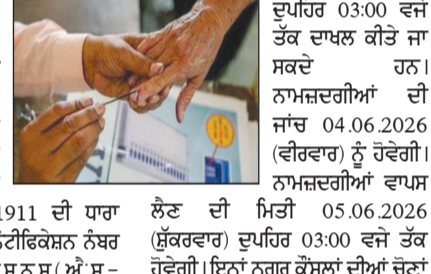 ਦੁਪਹਿਰ 03:00 ਵਜੇ
ਤੱਕ ਦਾਖਲ ਕੀਤੇ ਜਾ
ਸਕਦੇ ਹਨ।
ਨਾਮਜ਼ਦਗੀਆਂ ਦੀ
ਜਾਂਚ 04.06.2026
(ਵੀਰਵਾਰ) ਨੂੰ ਹੋਵੇਗੀ।
ਨਾਮਜ਼ਦਗੀਆਂ ਵਾਪਸ
ਲੈਣ ਦੀ ਮਿਤੀ 05.06.2026
(ਸ਼ੁੱਕਰਵਾਰ) ਦੁਪਹਿਰ 03:00 ਵਜੇ ਤੱਕ
ਹੋਵੇਗੀ।ਇਨਾਂ ਨਗਰ ਕੌਂਸਲਾਂ ਦੀਆਂ ਚੋਣਾਂ
1911 ਦੀ ਧਾਰਾ
ਨੰਬਰ